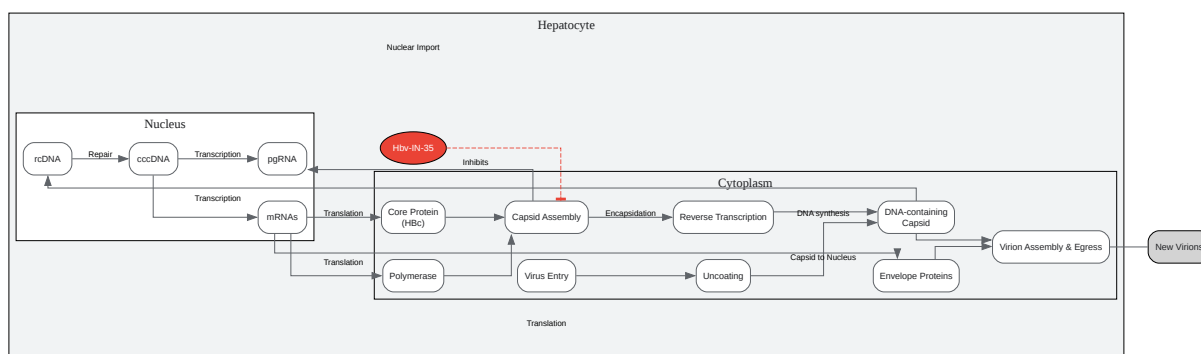 Hepatocyte
Nuclear Import
Nucleus
rcDNA
Repair
cccDNA
Transcription
pgRNA
Hbv-IN-35
Inhibits
Cytoplasm
Transcription
mRNAs
Translation
Core Protein
(HBc)
Capsid Assembly
Encapsidation
Reverse Transcription
DNA synthesis
DNA-containing
Capsid
Virion Assembly & Egress
New Virions
Translation
Polymerase
Virus Entry
Uncoating
Capsid to Nucleus
Envelope Proteins
Translation